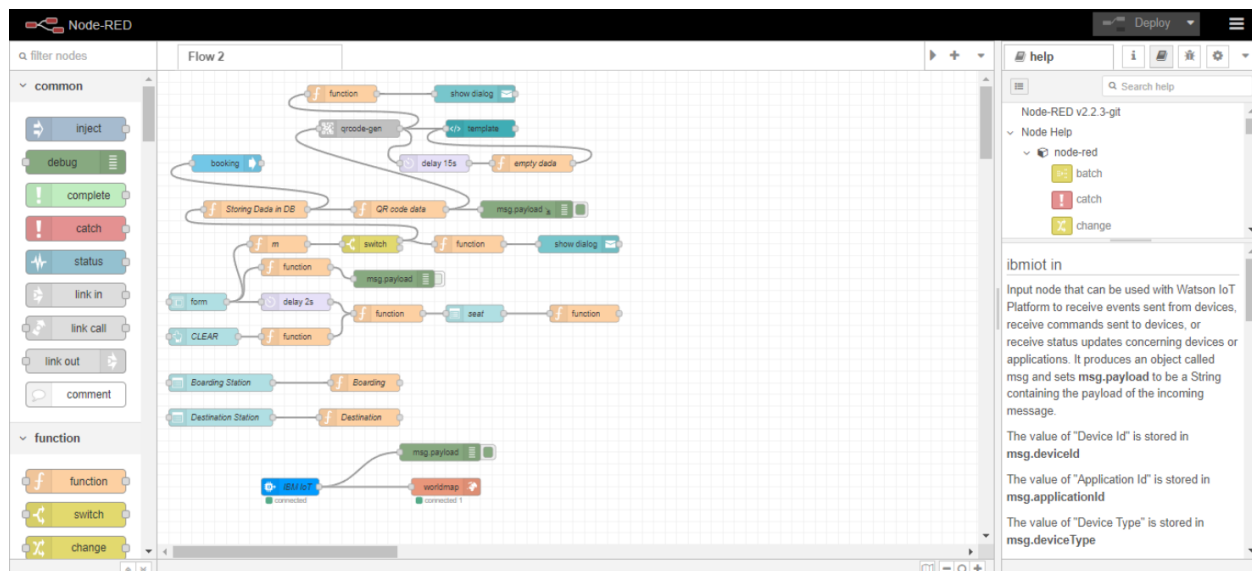 Node-RED
Deploy
filter nodes
Flow 2
help
i
common
inject
debug
complete
catch
status
link in
link call
link out
comment
function
function
switch
change
function
show dialog
qrcode-gen
template
booking
delay 15s
empty dada
Storing Dada in DB
QR code data
msg.payload
m
switch
function
show dialog
function
msg.payload
form
delay 2s
function
seat
function
CLEAR
function
Boarding Station
Boarding
Destination Station
Destination
msg.payload
IBM IoT
connected
worldmap
connected 1
Search help
Node-RED v2.2.3-git
Node Help
node-red
batch
catch
change
ibmiot in
Input node that can be used with Watson IoT
Platform to receive events sent from devices,
receive commands sent to devices, or
receive status updates concerning devices or
applications. It produces an object called
msg and sets msg.payload to be a String
containing the payload of the incoming
message.
The value of "Device Id" is stored in
msg.deviceId
The value of "Application Id" is stored in
msg.applicationId
The value of "Device Type" is stored in
msg.deviceType